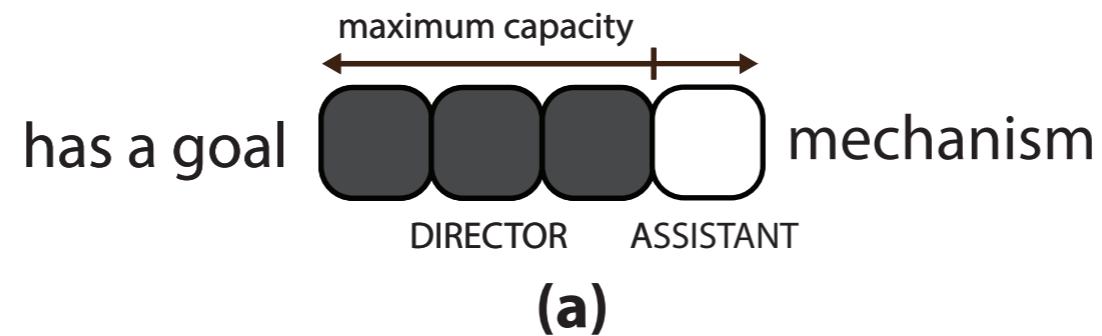 maximum capacity
has a goal
mechanism
DIRECTOR
ASSISTANT
(a)